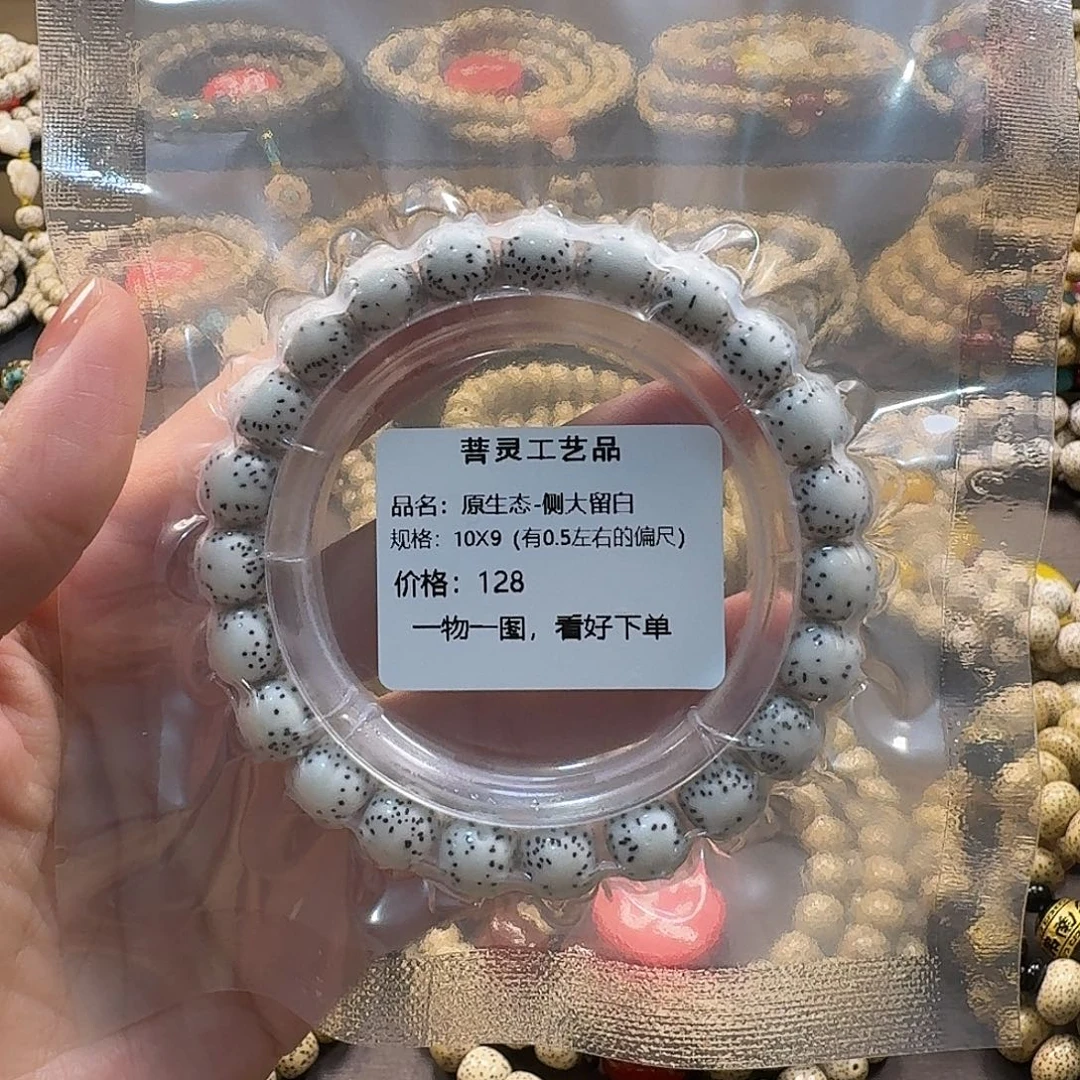 菩灵工艺品
品名：原生态-侧大留白
规格：10X9（有0.5左右的偏尺）
价格：128
一物一图，看好下单